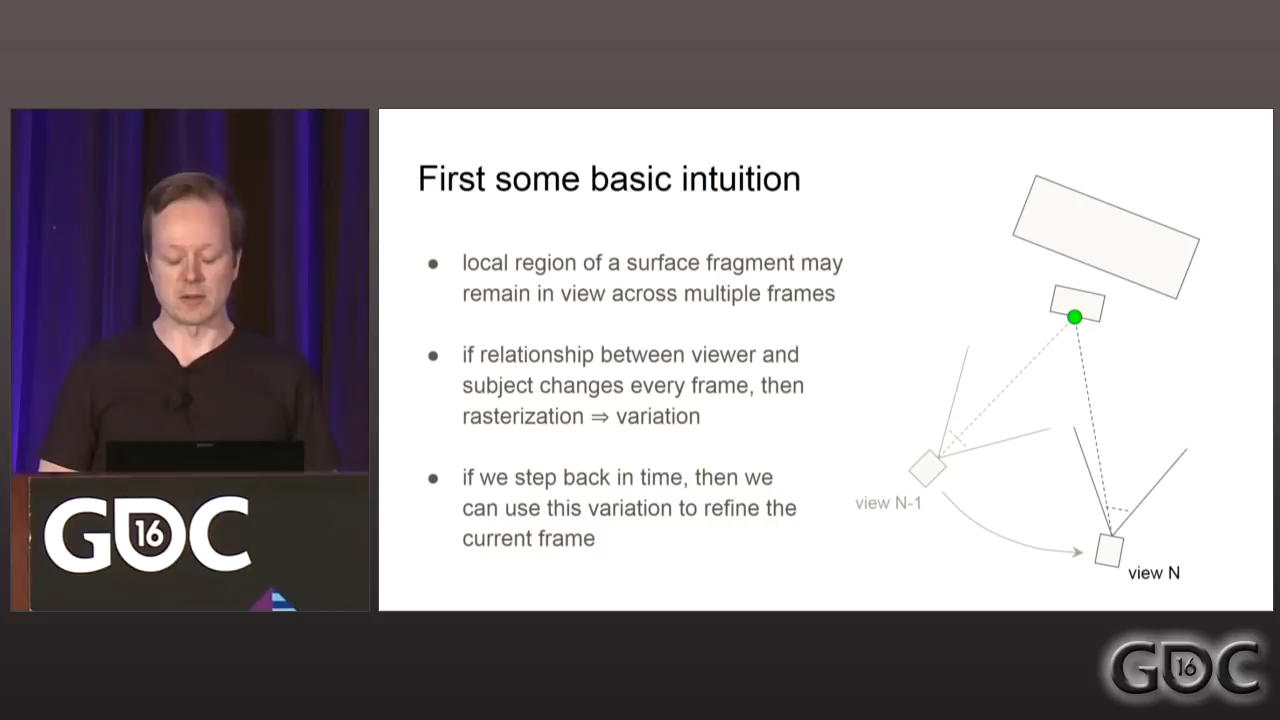 First some basic intuition
● local region of a surface fragment may
remain in view across multiple frames
● if relationship between viewer and
subject changes every frame, then
rasterization ⇒ variation
● if we step back in time, then we
can use this variation to refine the
current frame
view N-1
view N
GDC
16
GDC
16